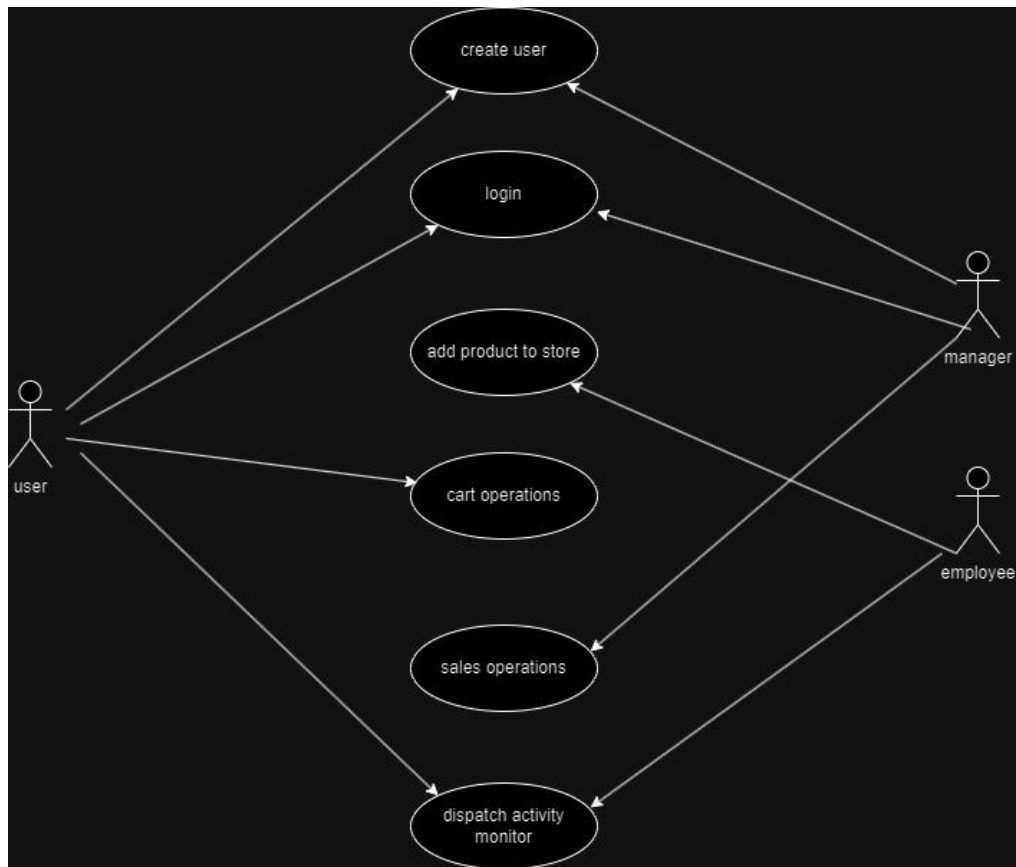 create user
login
add product to store
manager
user
cart operations
employee
sales operations
dispatch activity
monitor